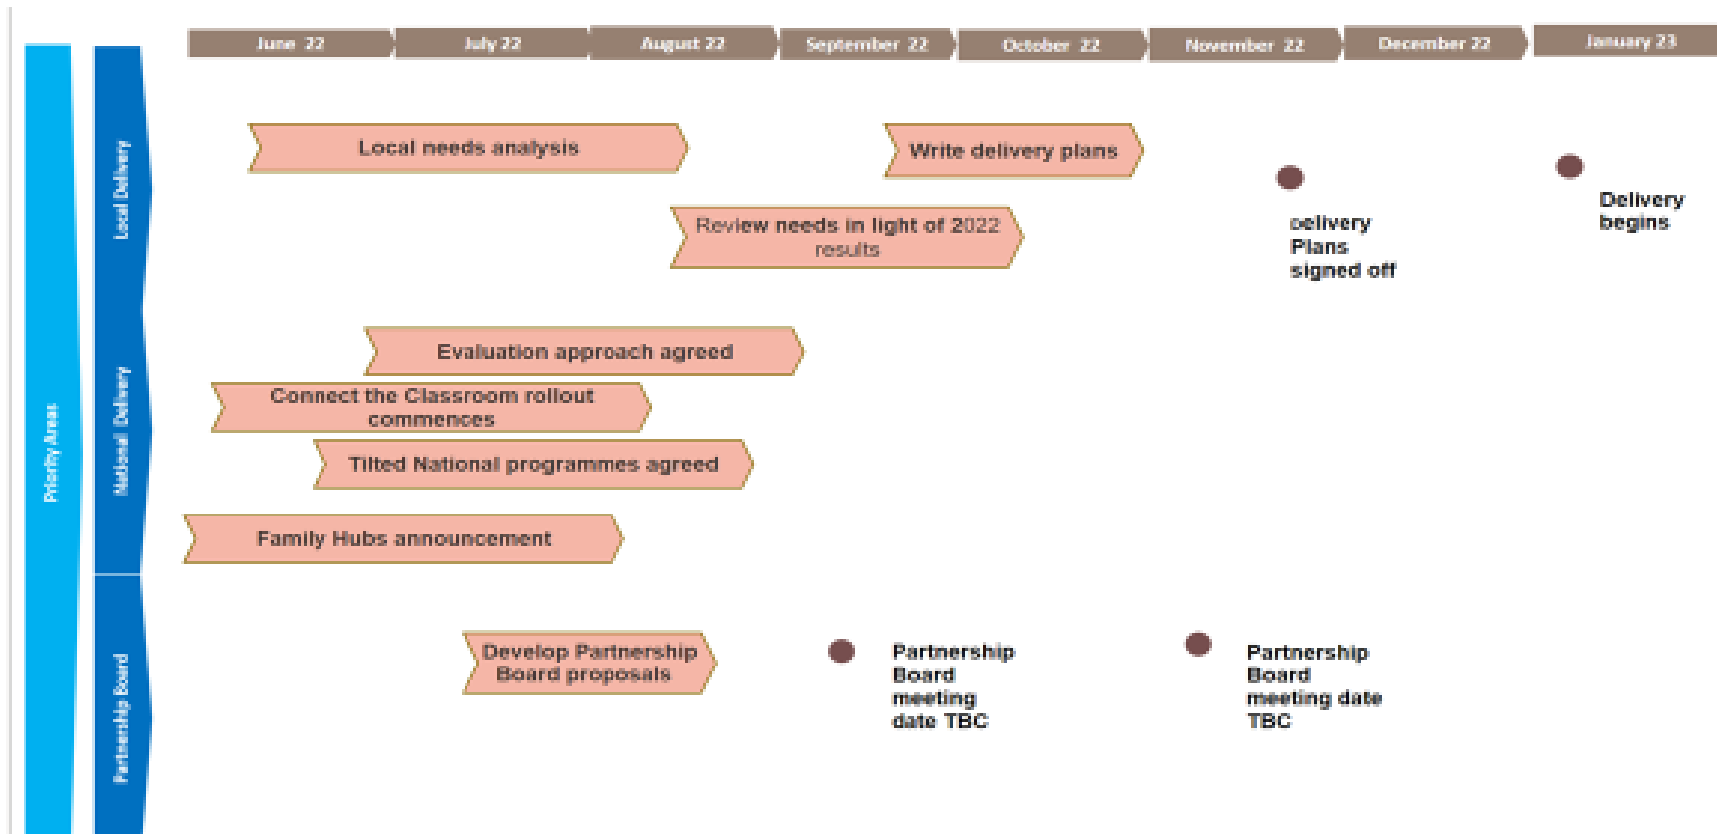 June 22
July 22
August 22
September 22
October 22
November 22
December 22
January 23
Priority Areas
Local Delivery
Local needs analysis
Write delivery plans
Review needs in light of 2022
results
Delivery
Plans
signed off
Delivery
begins
National Delivery
Evaluation approach agreed
Connect the Classroom rollout
commences
Tilted National programmes agreed
Family Hubs announcement
Partnership Board
Develop Partnership
Board proposals
Partnership
Board
meeting
date TBC
Partnership
Board
meeting date
TBC